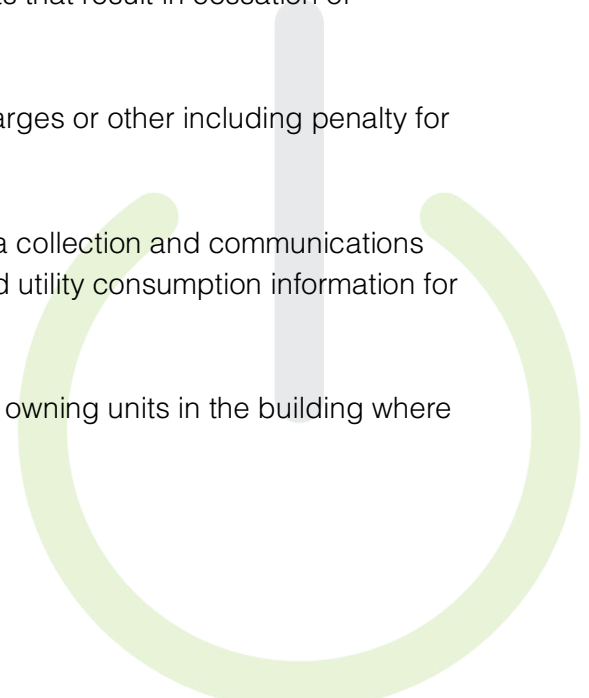 that result in cessation of
or other including penalty for
collection and communications
utility consumption information for
owning units in the building where